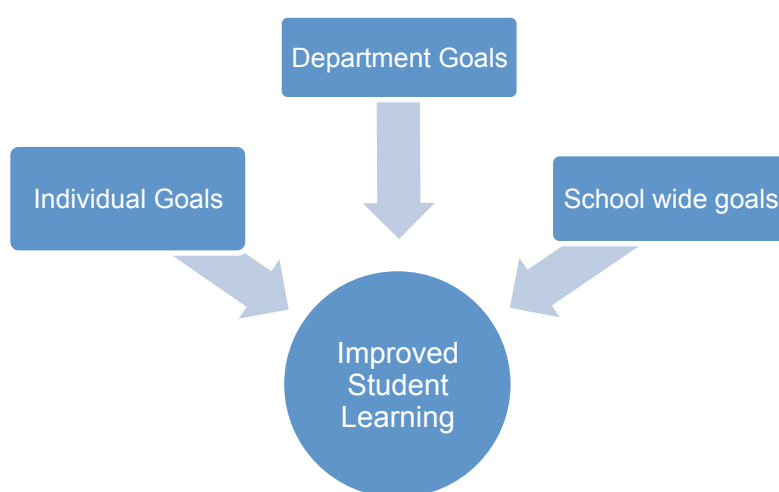 Department Goals
Individual Goals
School wide goals
Improved
Student
Learning